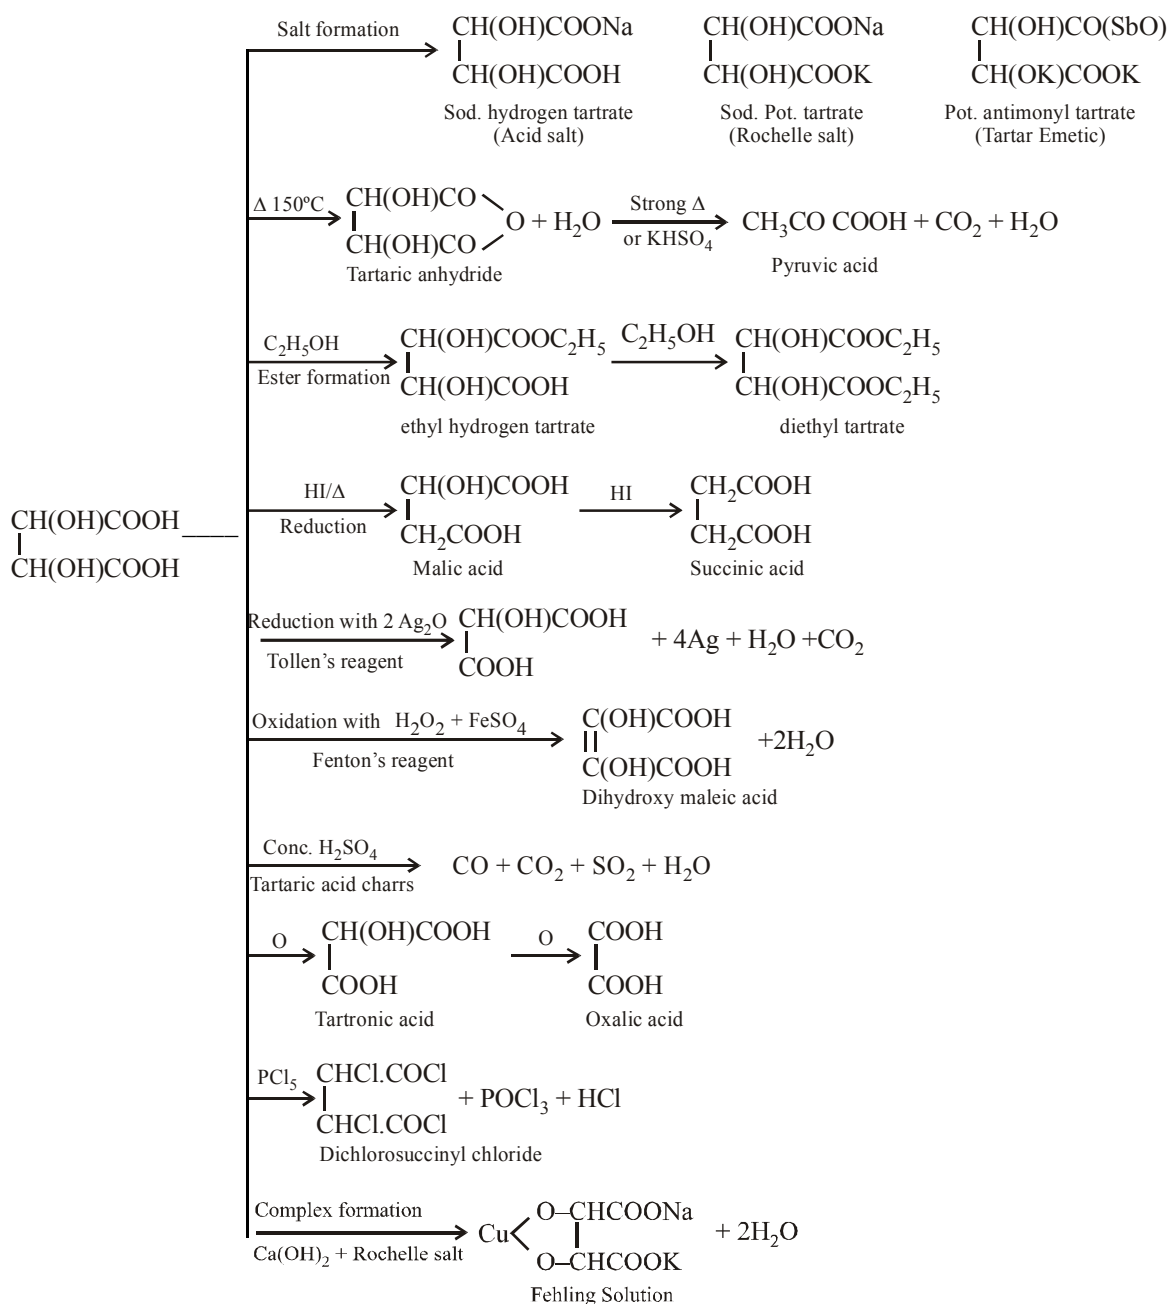 Salt formation
CH(OH)COONa CH(OH)COONa CH(OH)CO(SbO)
CH(OH)COOH CH(OH)COOK CH(OK)COOK
Sod. hydrogen tartrate Sod. Pot. tartrate Pot. antimonyl tartrate
(Acid salt) (Rochelle salt) (Tartar Emetic)
Δ 150ºC CH(OH)CO O + H₂O Strong Δ CH₃CO COOH + CO₂ + H₂O
CH(OH)CO or KHSO₄
Tartaric anhydride Pyruvic acid
C₂H₅OH CH(OH)COOC₂H₅ C₂H₅OH CH(OH)COOC₂H₅
Ester formation CH(OH)COOH CH(OH)COOC₂H₅
ethyl hydrogen tartrate diethyl tartrate
HI/Δ CH(OH)COOH HI CH₂COOH
Reduction CH₂COOH CH₂COOH
Malic acid Succinic acid
CH(OH)COOH
CH(OH)COOH
Reduction with 2 Ag₂O CH(OH)COOH + 4Ag + H₂O +CO₂
Tollen’s reagent COOH
Oxidation with H₂O₂ + FeSO₄ C(OH)COOH +2H₂O
Fenton’s reagent C(OH)COOH
Dihydroxy maleic acid
Conc. H₂SO₄ CO + CO₂ + SO₂ + H₂O
Tartaric acid charrs
O CH(OH)COOH O COOH
COOH COOH
Tartronic acid Oxalic acid
PCl₅ CHCl.COCl + POCl₃ + HCl
CHCl.COCl
Dichlorosuccinyl chloride
Complex formation Cu O–CHCOONa + 2H₂O
Ca(OH)₂ + Rochelle salt O–CHCOOK
Fehling Solution